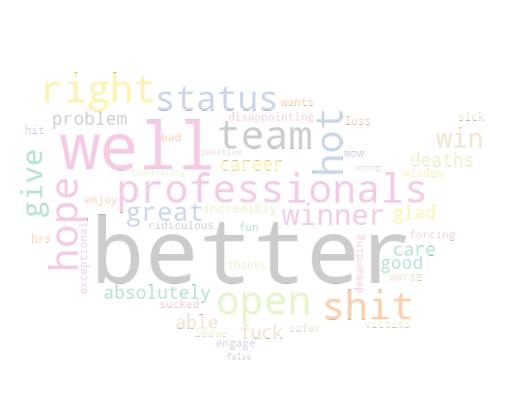 right
status
wants
problem
disappointing
loss
sick
hit
well
bad
team
hot
wow
win
positive
deaths
give
hope
frustrating
career
wrong
wisdom
professionals
enjoy
great
incredibly
winner
glad
hrs
exceptional
ridiculous
fun
better
forcing
care
thanks
demanding
good
worse
absolutely
sucked
open
shit
able
leave
fuck
safer
victims
engage
false